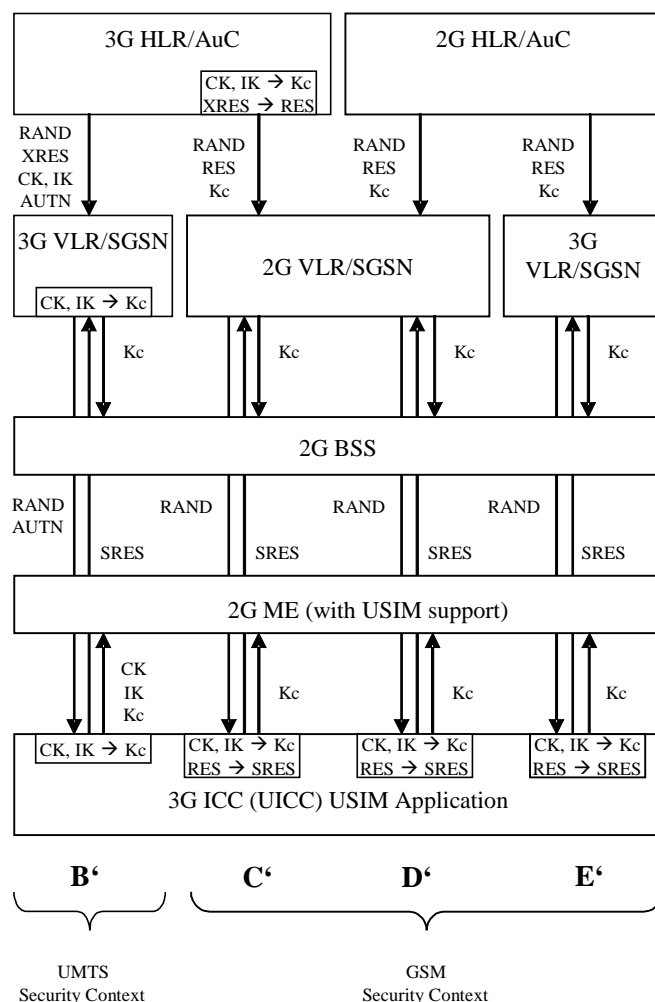 3G HLR/AuC
CK, IK → Kc
XRES → RES
2G HLR/AuC
RAND
XRES
CK, IK
AUTN
RAND
RES
Kc
RAND
RES
Kc
RAND
RES
Kc
3G VLR/SGSN
CK, IK → Kc
2G VLR/SGSN
3G
VLR/SGSN
Kc
Kc
Kc
Kc
2G BSS
RAND
AUTN
SRES
RAND
SRES
RAND
SRES
RAND
SRES
2G ME (with USIM support)
CK
IK
Kc
Kc
Kc
Kc
CK, IK → Kc
CK, IK → Kc
RES → SRES
CK, IK → Kc
RES → SRES
CK, IK → Kc
RES → SRES
3G ICC (UICC) USIM Application
B‘
C‘
D‘
E‘
UMTS
Security Context
GSM
Security Context